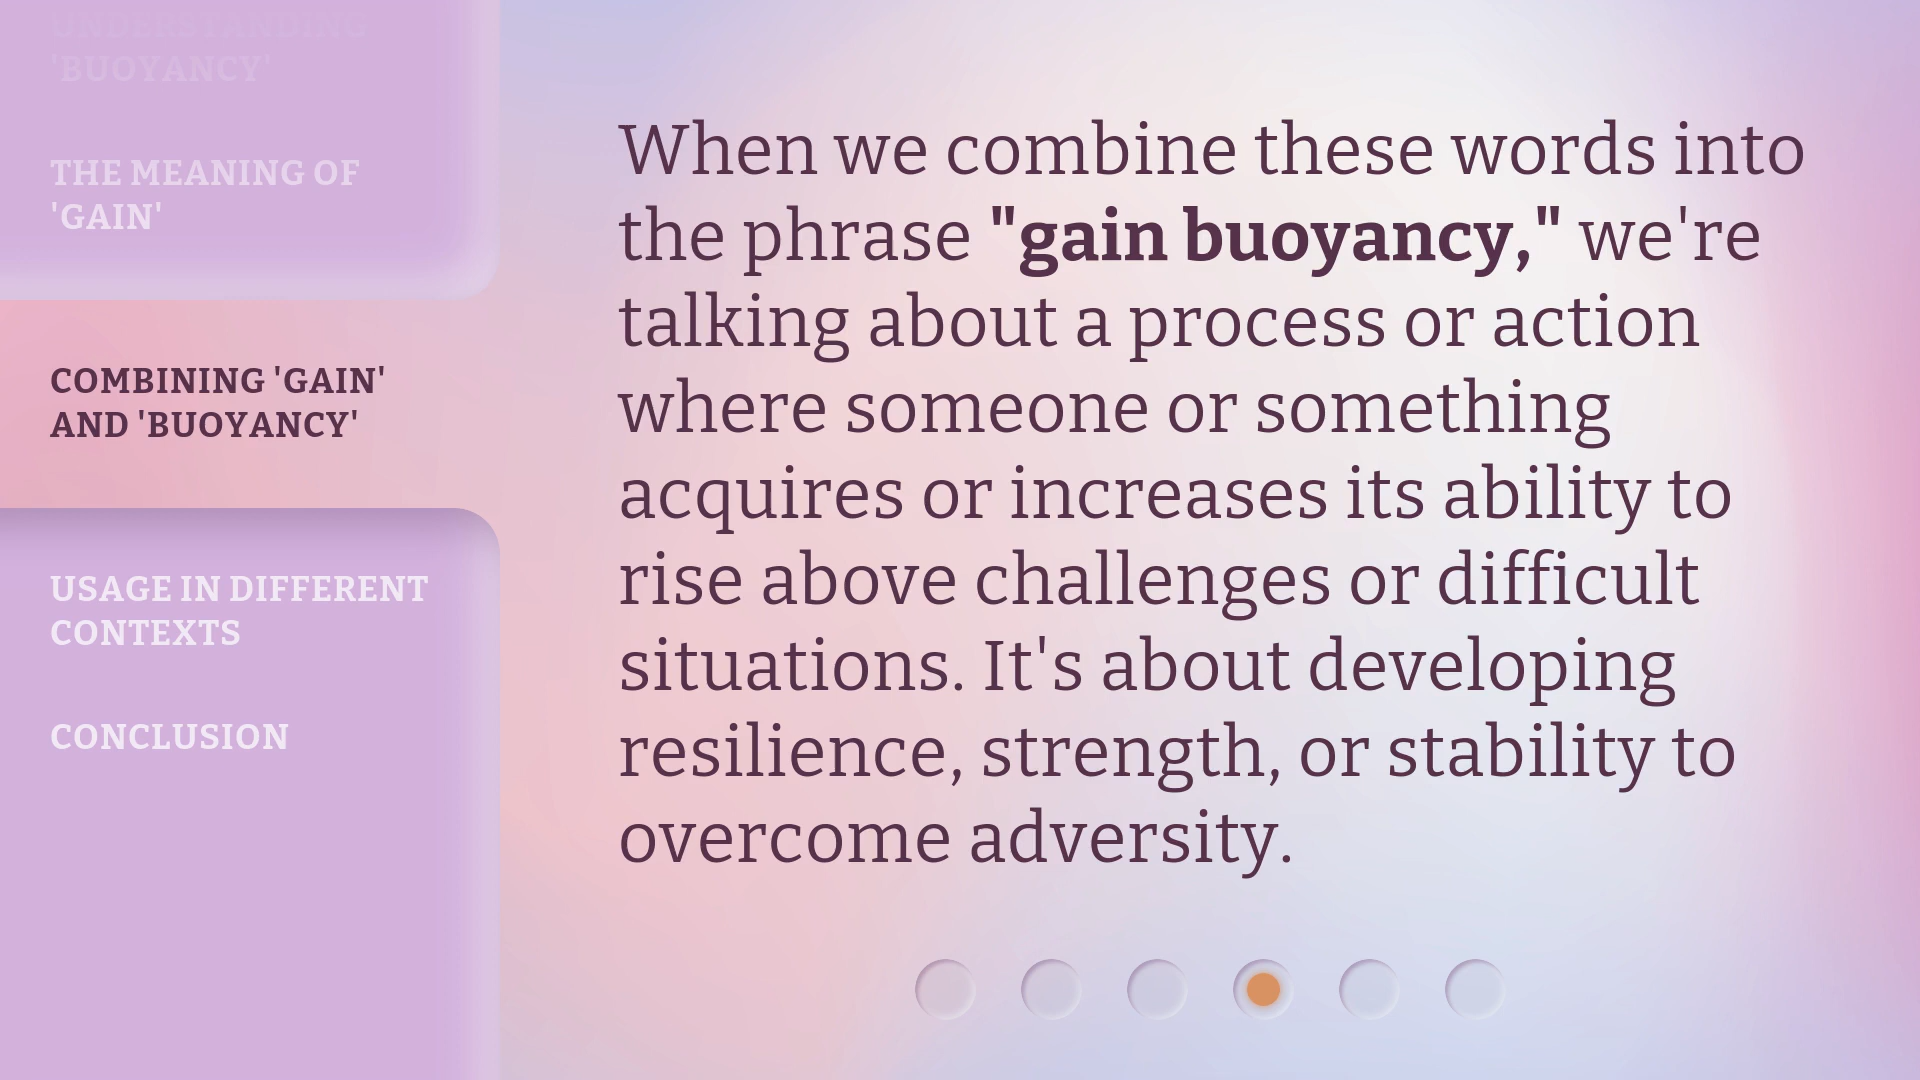 UNDERSTANDING
'BUOYANCY'
THE MEANING OF
'GAIN'
COMBINING 'GAIN'
AND 'BUOYANCY'
USAGE IN DIFFERENT
CONTEXTS
CONCLUSION
When we combine these words into
the phrase "gain buoyancy," we're
talking about a process or action
where someone or something
acquires or increases its ability to
rise above challenges or difficult
situations. It's about developing
resilience, strength, or stability to
overcome adversity.